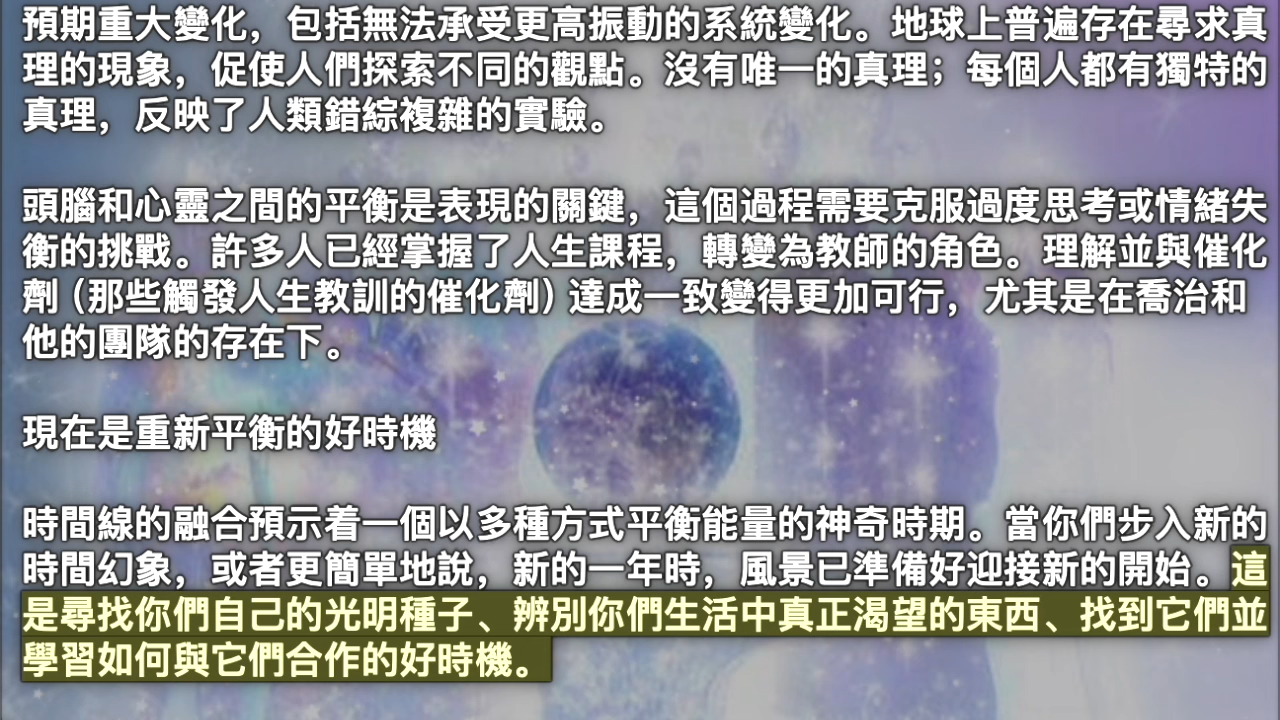 預期重大變化，包括無法承受更高振動的系統變化。地球上普遍存在尋求真
理的現象，促使人們探索不同的觀點。沒有唯一的真理；每個人都有獨特的
真理，反映了人類錯綜複雜的實驗。
頭腦和心靈之間的平衡是表現的關鍵，這個過程需要克服過度思考或情緒失
衡的挑戰。許多人已經掌握了人生課程，轉變為教師的角色。理解並與催化
劑（那些觸發人生教訓的催化劑）達成一致變得更加可行，尤其是在喬治和
他的團隊的存在下。
現在是重新平衡的好時機
時間線的融合預示着一個以多種方式平衡能量的神奇時期。當你們步入新的
時間幻象，或者更簡單地說，新的一年時，風景已準備好迎接新的開始。這
是尋找你們自己的光明種子、辨別你們生活中真正渴望的東西、找到它們並
學習如何與它們合作的好時機。